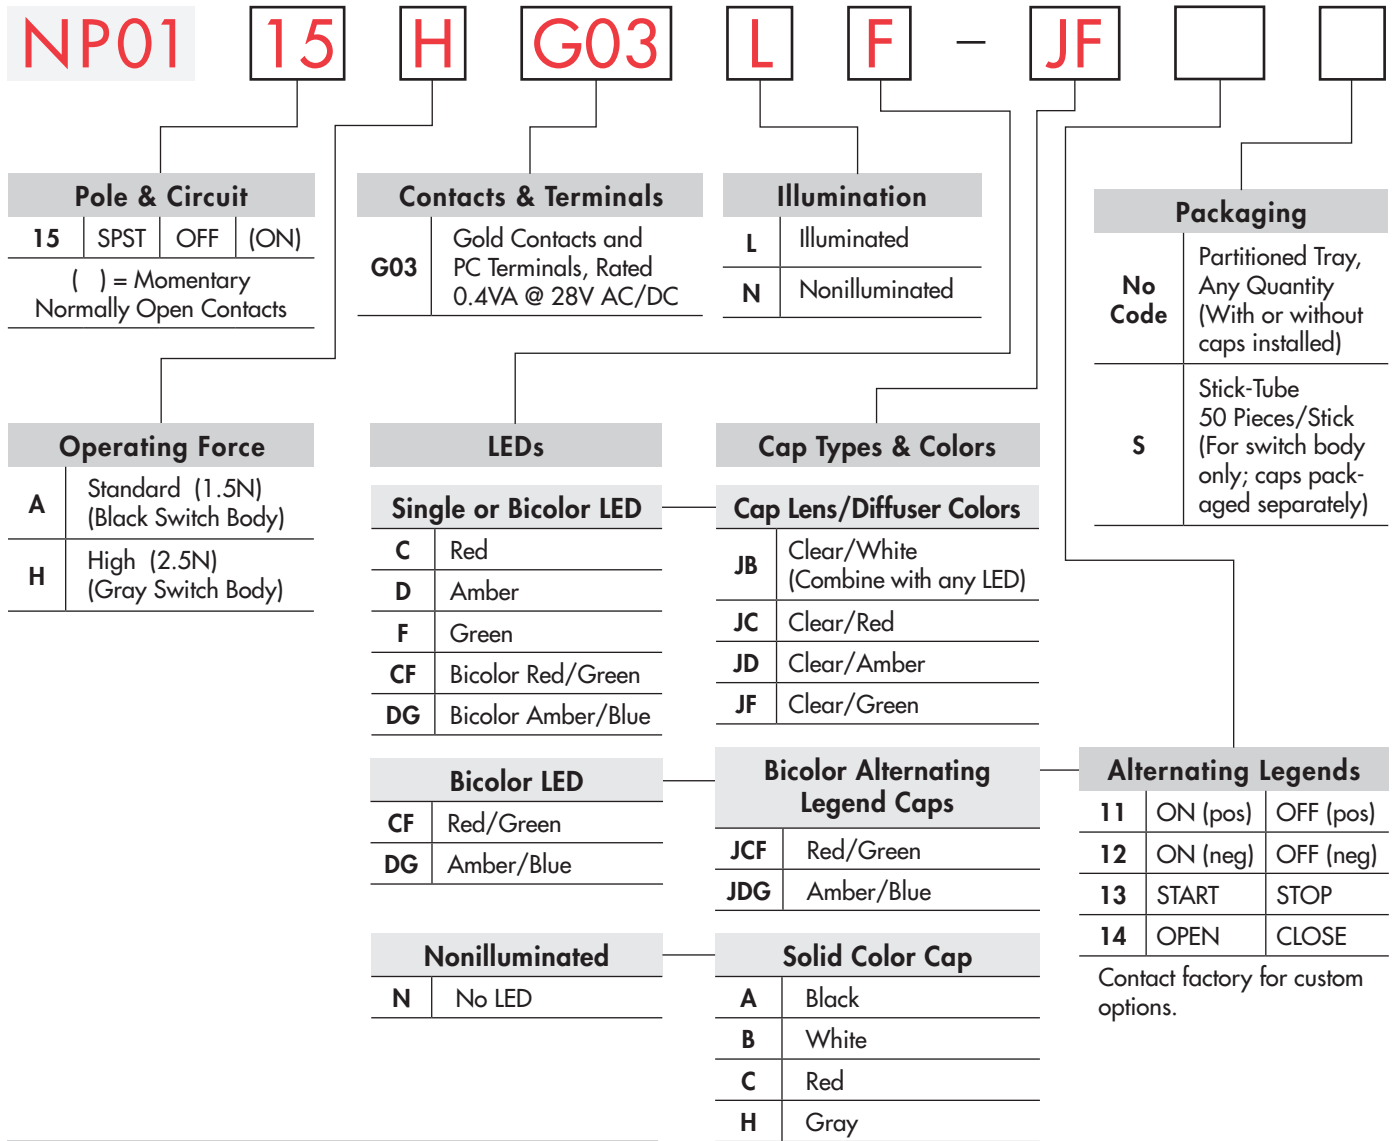 NP01 15 H G03 L F – JF
Pole & Circuit
15 SPST OFF (ON)
( ) = Momentary
Normally Open Contacts
Contacts & Terminals
G03
Gold Contacts and
PC Terminals, Rated
0.4VA @ 28V AC/DC
Illumination
L Illuminated
N Nonilluminated
Packaging
No
Code
Partitioned Tray,
Any Quantity
(With or without
caps installed)
S
Stick-Tube
50 Pieces/Stick
(For switch body
only; caps pack-
aged separately)
Operating Force
A
Standard (1.5N)
(Black Switch Body)
H
High (2.5N)
(Gray Switch Body)
LEDs
Single or Bicolor LED
C Red
D Amber
F Green
CF Bicolor Red/Green
DG Bicolor Amber/Blue
Cap Types & Colors
Cap Lens/Diffuser Colors
JB
Clear/White
(Combine with any LED)
JC Clear/Red
JD Clear/Amber
JF Clear/Green
Bicolor LED
CF Red/Green
DG Amber/Blue
Bicolor Alternating
Legend Caps
JCF Red/Green
JDG Amber/Blue
Alternating Legends
11 ON (pos) OFF (pos)
12 ON (neg) OFF (neg)
13 START STOP
14 OPEN CLOSE
Contact factory for custom
options.
Nonilluminated
N No LED
Solid Color Cap
A Black
B White
C Red
H Gray